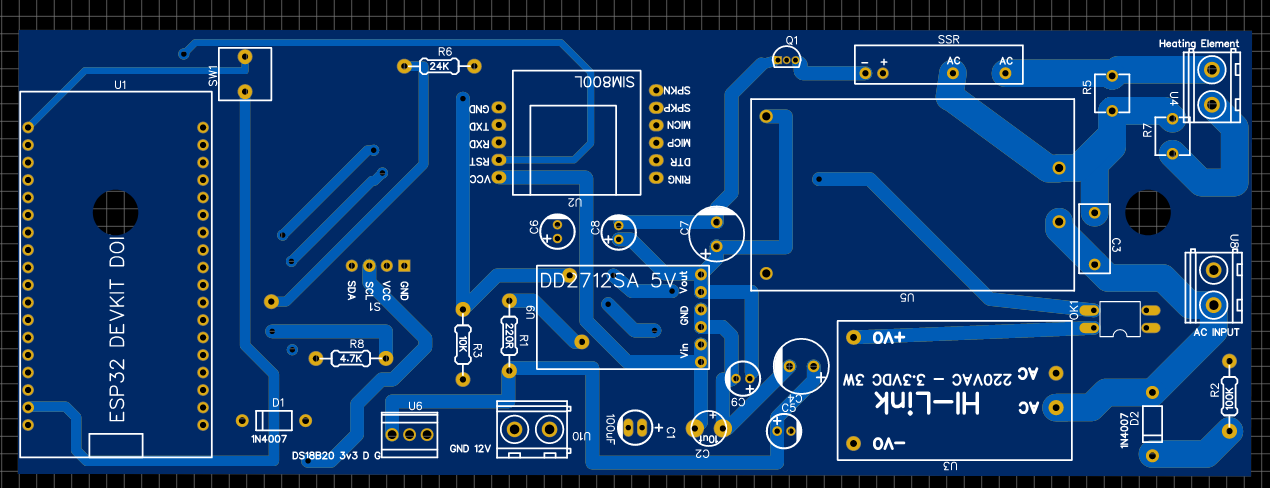 U1
SW1
R6
24K
SIM800L
GND
TXD
RXD
RST
VCC
SPKN
SPKP
MICN
MICP
DTR
RING
U2
Q1
SSR
- +
AC
AC
Heating Element
U4
R5
R7
U5
C3
U8
AC INPUT
C6
+
C8
+
C7
+
ESP32 DEVKIT DOI
SDA
SCL
VCC
GND
S1
R8
4.7K
R3
10K
R1
220R
DD2712SA 5V
U9
Vout
GND
Vin
OK1
+VO
-VO
220VAC - 3.3VDC 3W
Hi-Link
AC
AC
U3
R2
100K
D2
1N4007
D1
1N4007
U6
DS18B20 3v3 D G
GND 12V
U10
100uF
+
C1
10uF
+
C2
C9
+
C4
+
C5
+